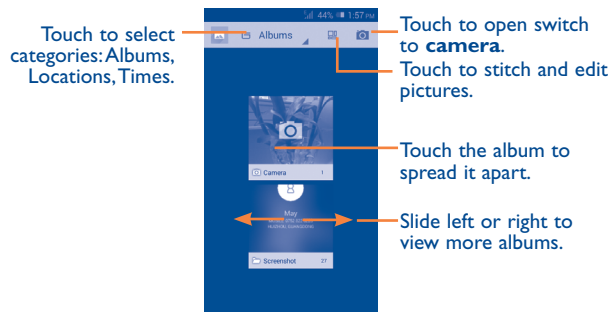 44% 1:57 PM
Touch to select
categories: Albums,
Locations, Times.
Albums
Touch to open switch
to camera.
Touch to stitch and edit
pictures.
Touch the album to
spread it apart.
Camera 1
May
Slide left or right to
view more albums.
Screenshot 27